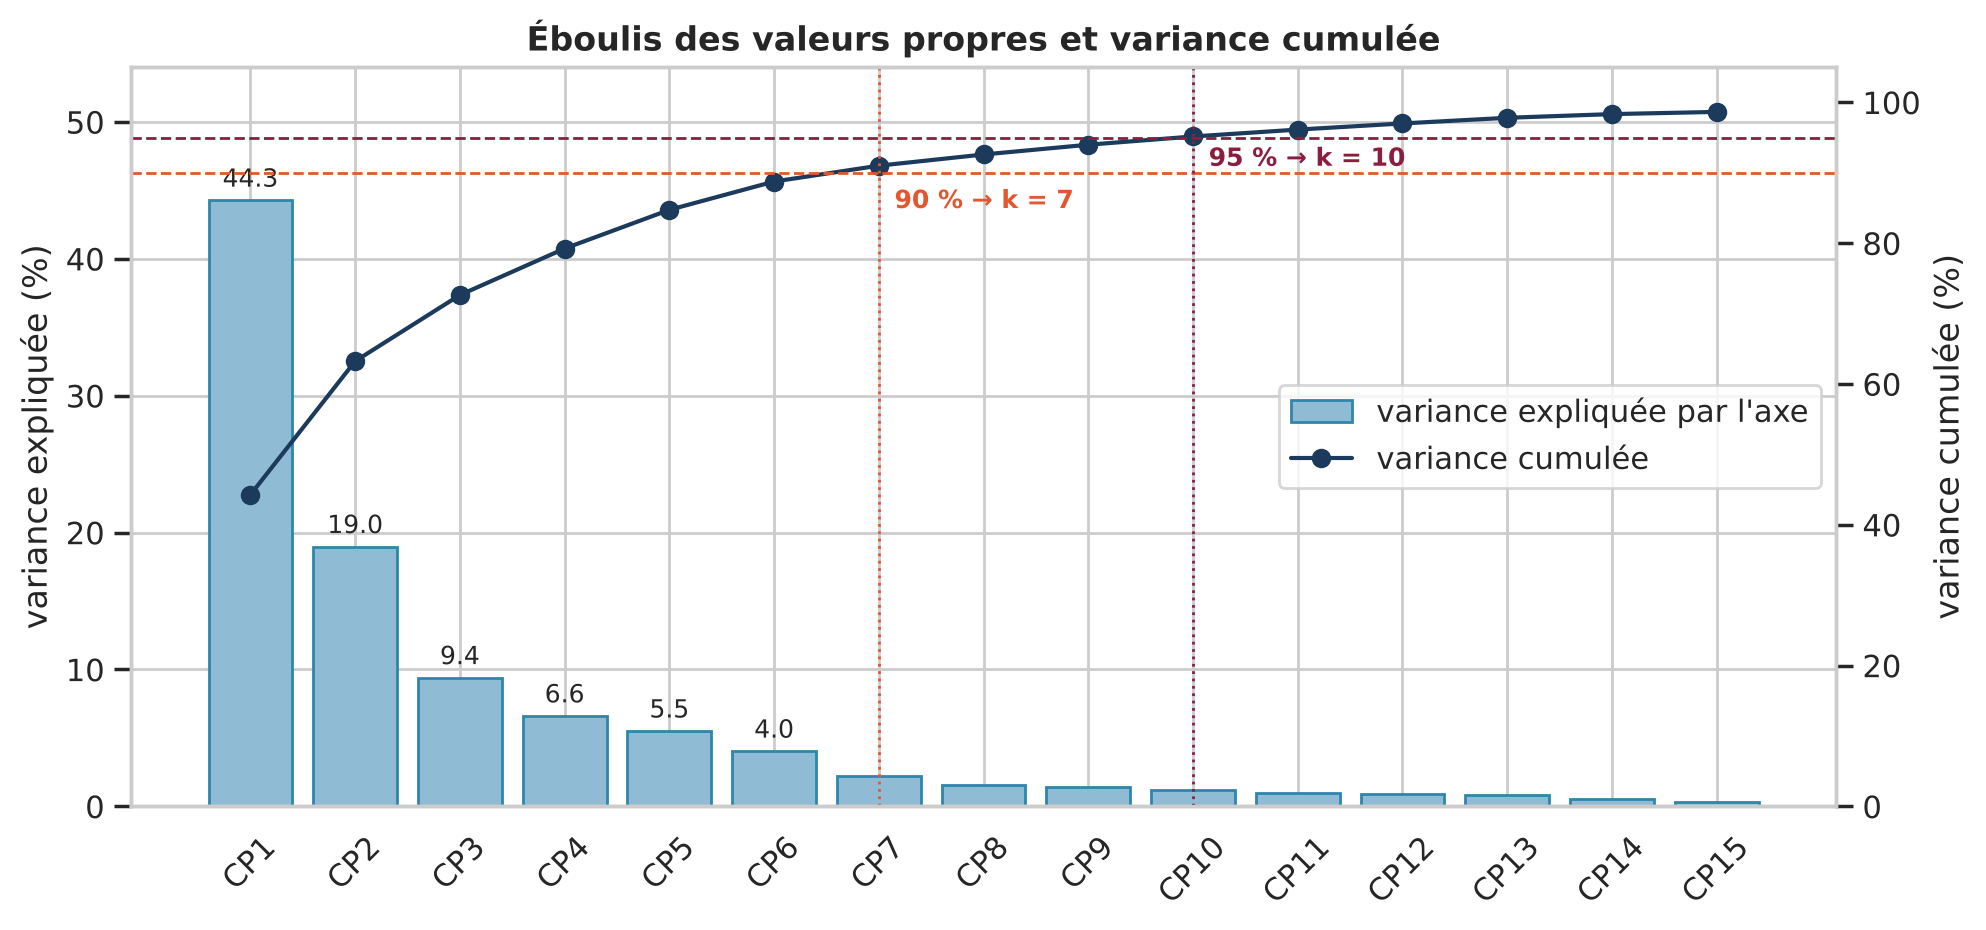 Éboulis des valeurs propres et variance cumulée
variance expliquée (%)
50
40
30
20
10
0
44.3
19.0
9.4
6.6
5.5
4.0
90 % → k = 7
95 % → k = 10
variance expliquée par l'axe
variance cumulée
100
80
60
40
20
0
variance cumulée (%)
CP1
CP2
CP3
CP4
CP5
CP6
CP7
CP8
CP9
CP10
CP11
CP12
CP13
CP14
CP15